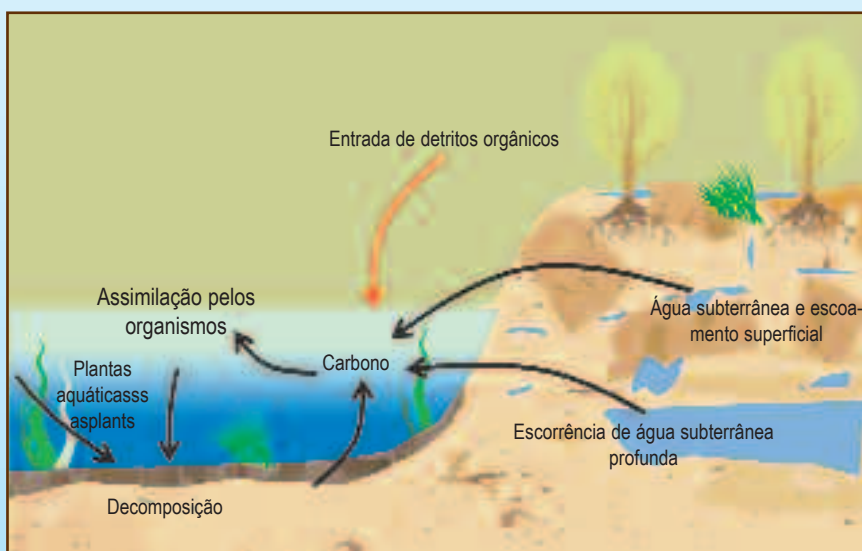 Entrada de detritos orgânicos
Assimilação pelos
organismos
Água subterrânea e escoa-
mento superficial
Plantas
aquáticasss
asplants
Carbono
Escorrência de água subterrânea
profunda
Decomposição